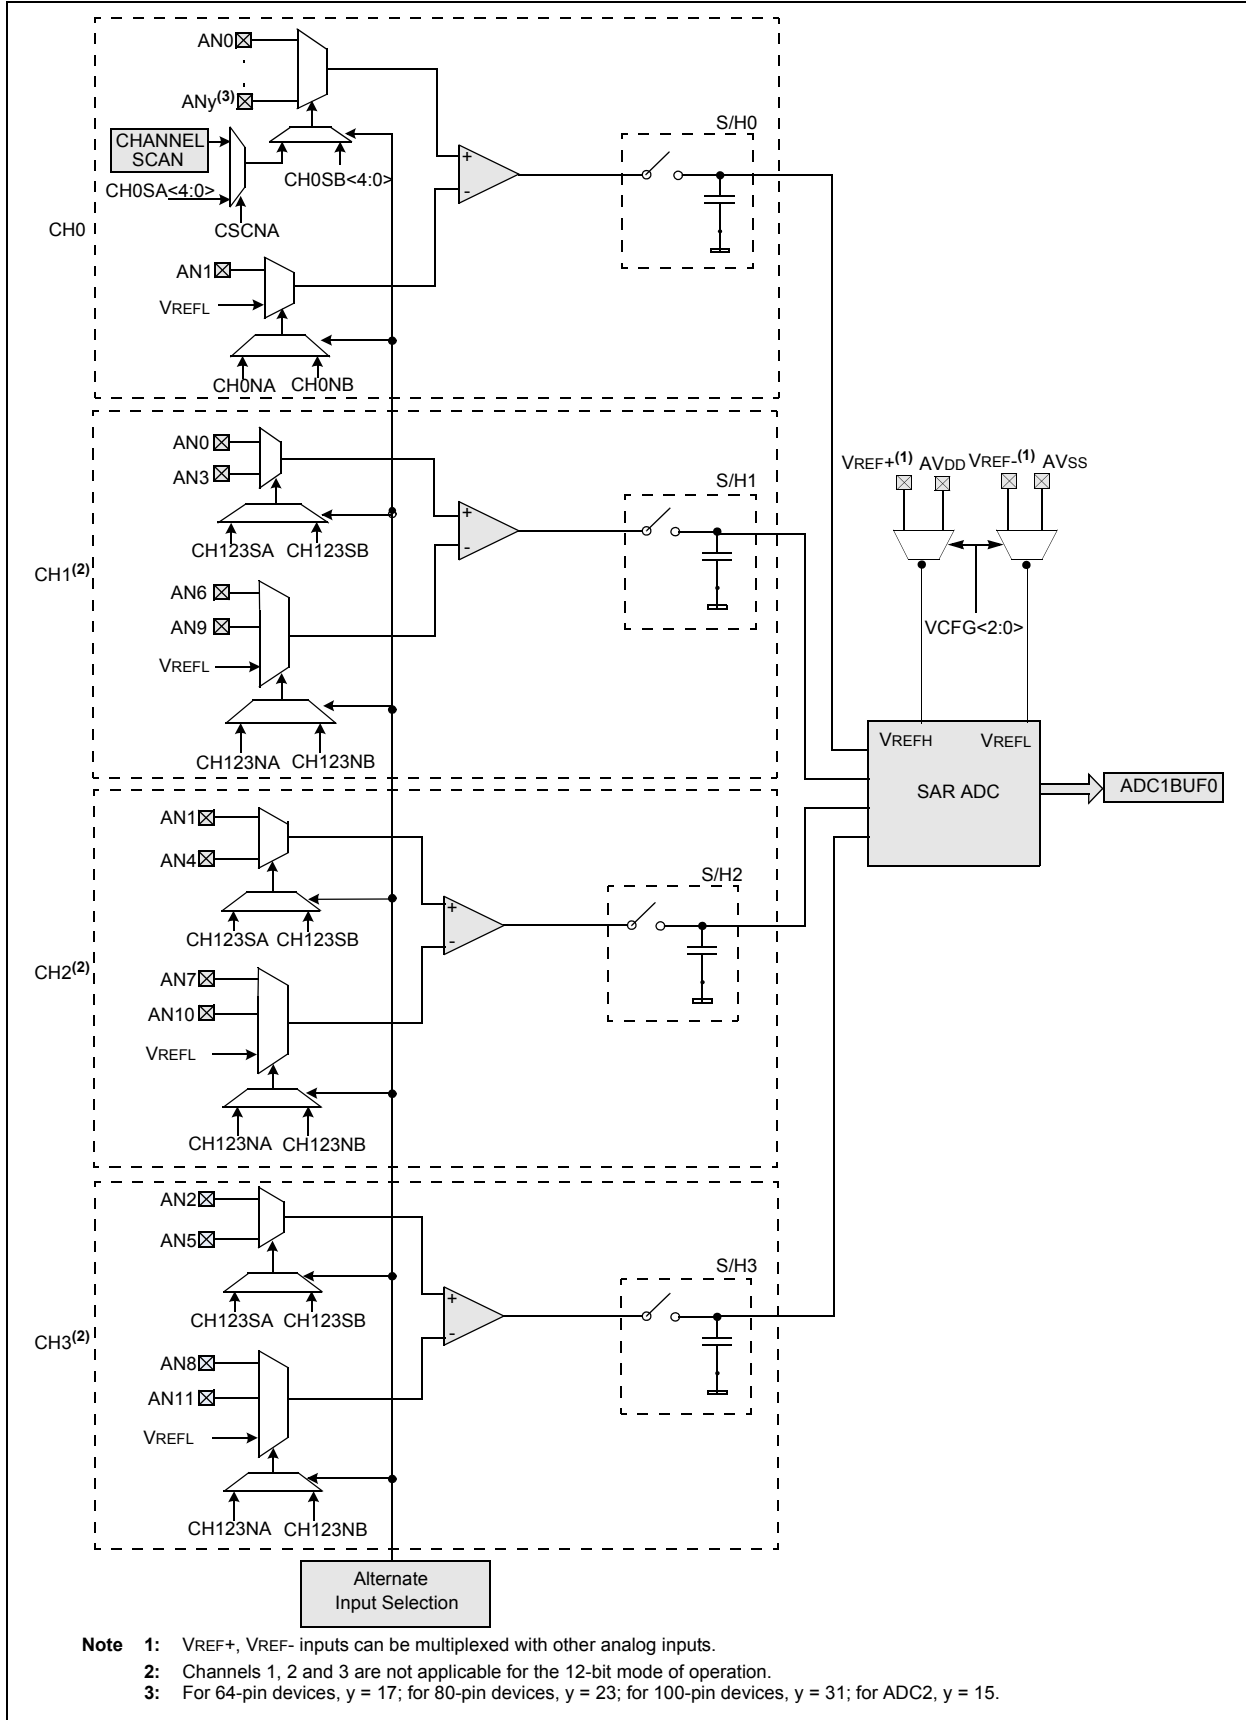 AN0
ANy(3)
S/H0
CHANNEL
SCAN
CH0SA<4:0>
CH0SB<4:0>
+
-
CSCNA
CH0
AN1
VREFL
CH0NA
CH0NB
AN0
AN3
CH123SA
CH123SB
S/H1
+
-
CH1(2)
AN6
AN9
VREFL
CH123NA
CH123NB
VREF+(1)
AVDD
VREF-(1)
AVSS
VCFG<2:0>
VREFH
VREFL
SAR ADC
ADC1BUF0
AN1
AN4
CH123SA
CH123SB
S/H2
+
-
CH2(2)
AN7
AN10
VREFL
CH123NA
CH123NB
AN2
AN5
CH123SA
CH123SB
S/H3
+
-
CH3(2)
AN8
AN11
VREFL
CH123NA
CH123NB
Alternate
Input Selection
Note 1: VREF+, VREF- inputs can be multiplexed with other analog inputs.
2: Channels 1, 2 and 3 are not applicable for the 12-bit mode of operation.
3: For 64-pin devices, y = 17; for 80-pin devices, y = 23; for 100-pin devices, y = 31; for ADC2, y = 15.